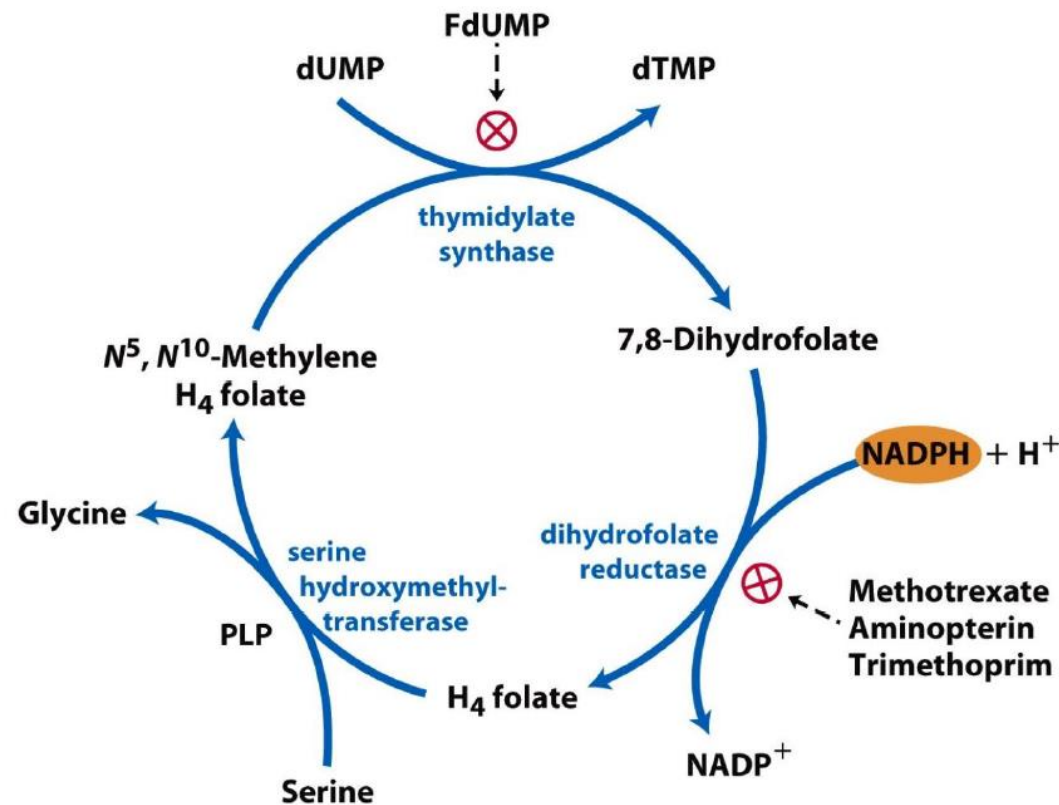 FdUMP
dUMP
dTMP
thymidylate
synthase
N⁵, N¹⁰-Methylene
H₄ folate
7,8-Dihydrofolate
NADPH + H⁺
Glycine
serine
hydroxymethyl-
transferase
dihydrofolate
reductase
Methotrexate
Aminopterin
Trimethoprim
PLP
H₄ folate
NADP⁺
Serine